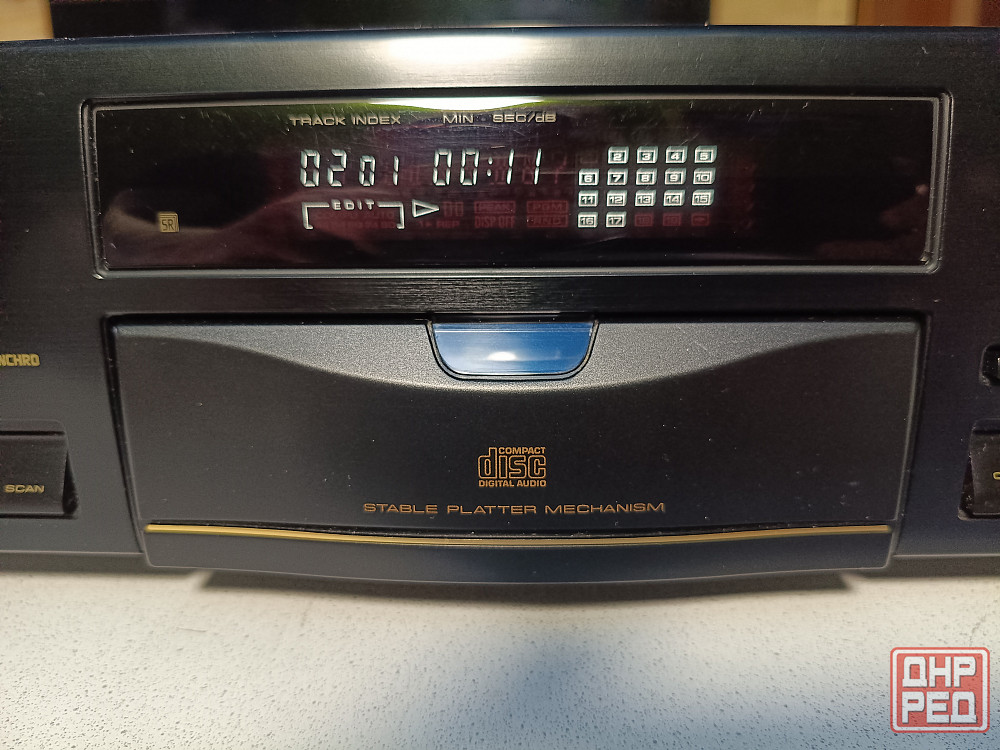 TRACK INDEX MIN SEC/dB
02 01 00:11
2 3 4 5
6 7 8 9 10
EDIT
11 12 13 14 15
16 17
SR
NCHRO
SCAN
COMPACT
disc
DIGITAL AUDIO
STABLE PLATTER MECHANISM
ДНР
РЕД